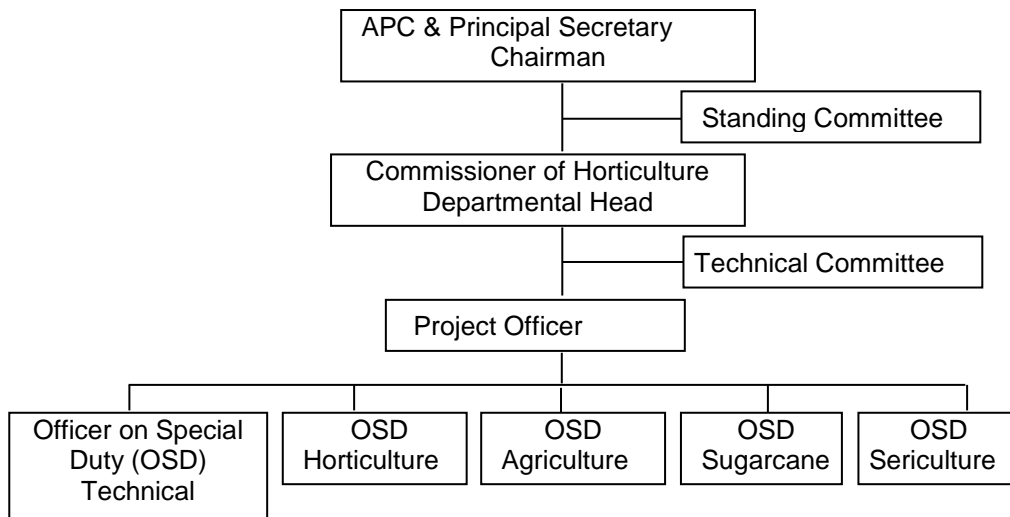 APC & Principal Secretary
Chairman
Standing Committee
Commissioner of Horticulture
Departmental Head
Technical Committee
Project Officer
Officer on Special
Duty (OSD)
Technical
OSD
Horticulture
OSD
Agriculture
OSD
Sugarcane
OSD
Sericulture